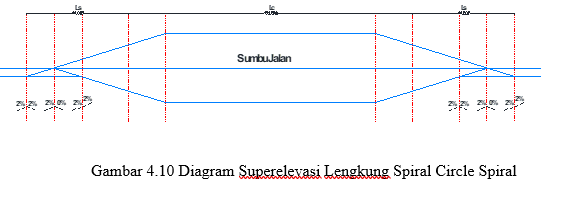 Ls Lc Ls
SumbuJalan
2% 2% 2% 0% 2% 2% 2% 2% 2% 0% 2% 2%
Gambar 4.10 Diagram Superelevasi Lengkung Spiral Circle Spiral